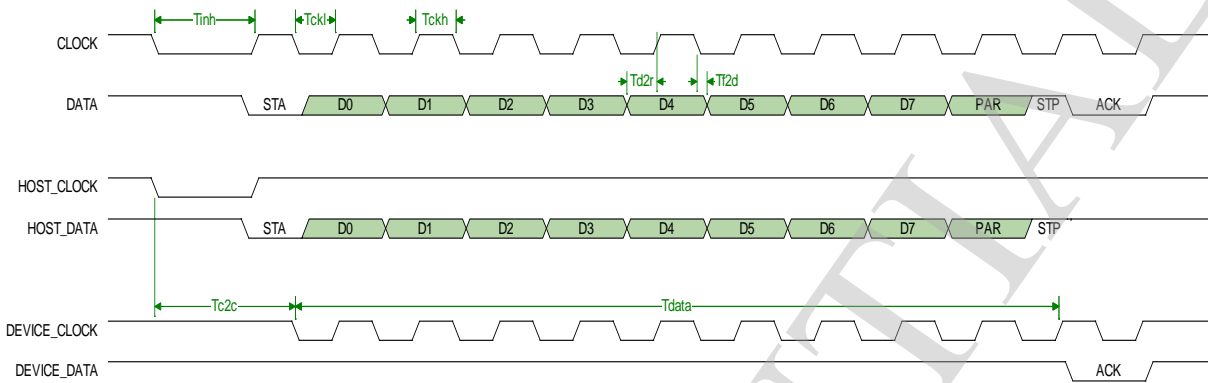 Tinh Tckl Tckh
CLOCK
Td2r Tf2d
DATA STA D0 D1 D2 D3 D4 D5 D6 D7 PAR STP ACK
HOST_CLOCK
HOST_DATA STA D0 D1 D2 D3 D4 D5 D6 D7 PAR STP
Tc2c Tdata
DEVICE_CLOCK
DEVICE_DATA ACK
NTIAL